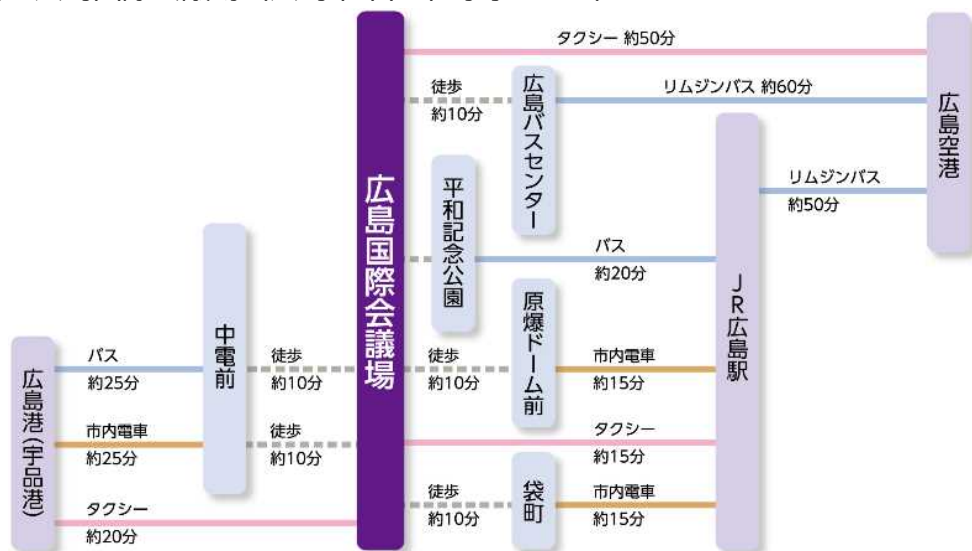 タクシー 約50分
徒歩
約10分
広島バスセンター
リムジンバス 約60分
広島空港
リムジンバス
約50分
平和記念公園
バス
約20分
JR広島駅
広島国際会議場
原爆ドーム前
徒歩
約10分
市内電車
約15分
タクシー
約15分
徒歩
約10分
袋町
市内電車
約15分
中電前
徒歩
約10分
徒歩
約10分
広島港(宇品港)
バス
約25分
市内電車
約25分
タクシー
約20分